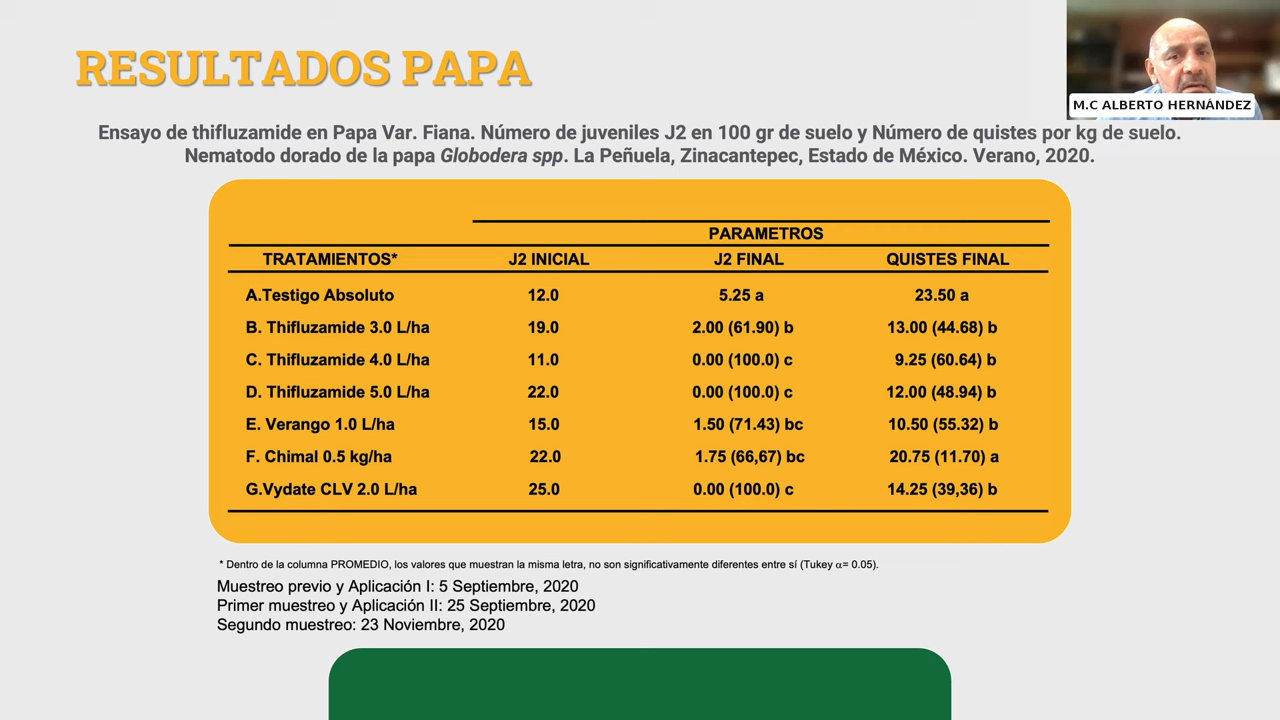 RESULTADOS PAPA
M.C ALBERTO HERNÁNDEZ
Ensayo de thifluzamide en Papa Var. Fiana. Número de juveniles J2 en 100 gr de suelo y Número de quistes por kg de suelo.
Nematodo dorado de la papa Globodera spp. La Peñuela, Zinacantepec, Estado de México. Verano, 2020.
PARAMETROS
TRATAMIENTOS* J2 INICIAL J2 FINAL QUISTES FINAL
A.Testigo Absoluto 12.0 5.25 a 23.50 a
B. Thifluzamide 3.0 L/ha 19.0 2.00 (61.90) b 13.00 (44.68) b
C. Thifluzamide 4.0 L/ha 11.0 0.00 (100.0) c 9.25 (60.64) b
D. Thifluzamide 5.0 L/ha 22.0 0.00 (100.0) c 12.00 (48.94) b
E. Verango 1.0 L/ha 15.0 1.50 (71.43) bc 10.50 (55.32) b
F. Chimal 0.5 kg/ha 22.0 1.75 (66,67) bc 20.75 (11.70) a
G.Vydate CLV 2.0 L/ha 25.0 0.00 (100.0) c 14.25 (39,36) b
* Dentro de la columna PROMEDIO, los valores que muestran la misma letra, no son significativamente diferentes entre sí (Tukey α= 0.05).
Muestreo previo y Aplicación I: 5 Septiembre, 2020
Primer muestreo y Aplicación II: 25 Septiembre, 2020
Segundo muestreo: 23 Noviembre, 2020